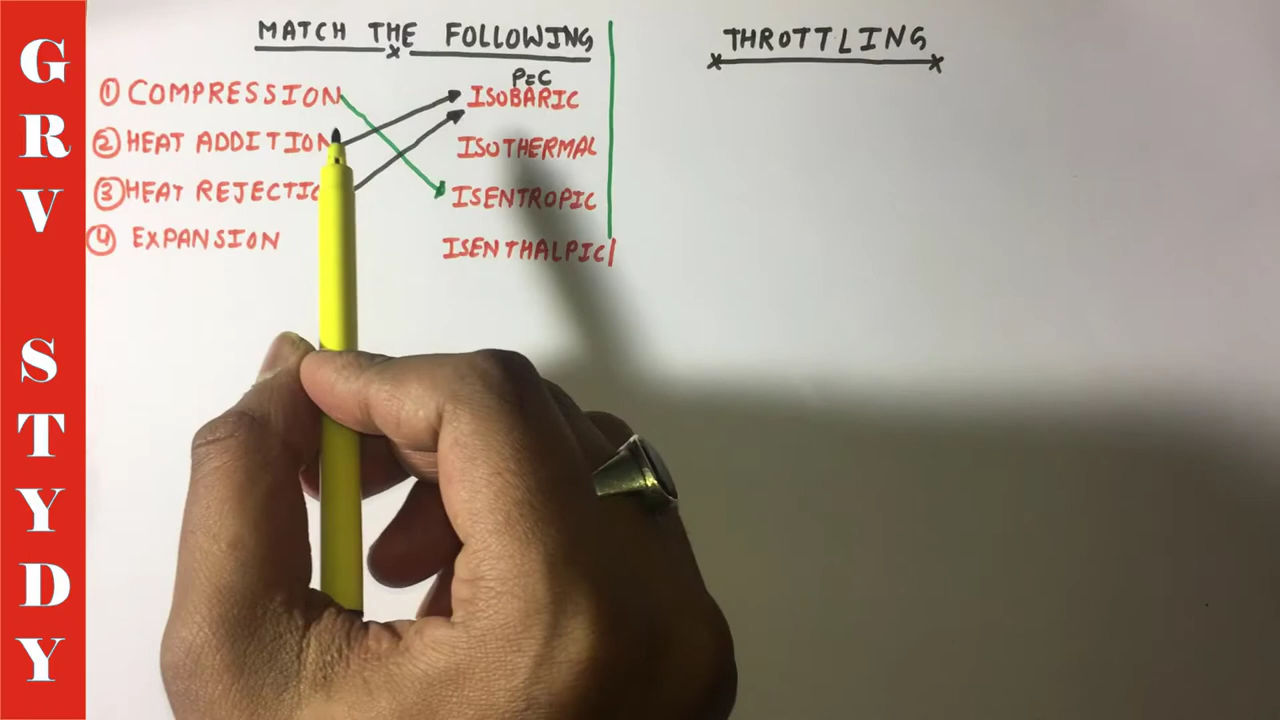 GRV STYDY
MATCH THE FOLLOWING
① COMPRESSION
② HEAT ADDITION
③ HEAT REJECTIO
④ EXPANSION
P=C
ISOBARIC
ISOTHERMAL
ISENTROPIC
ISENTHALPIC
THROTTLING